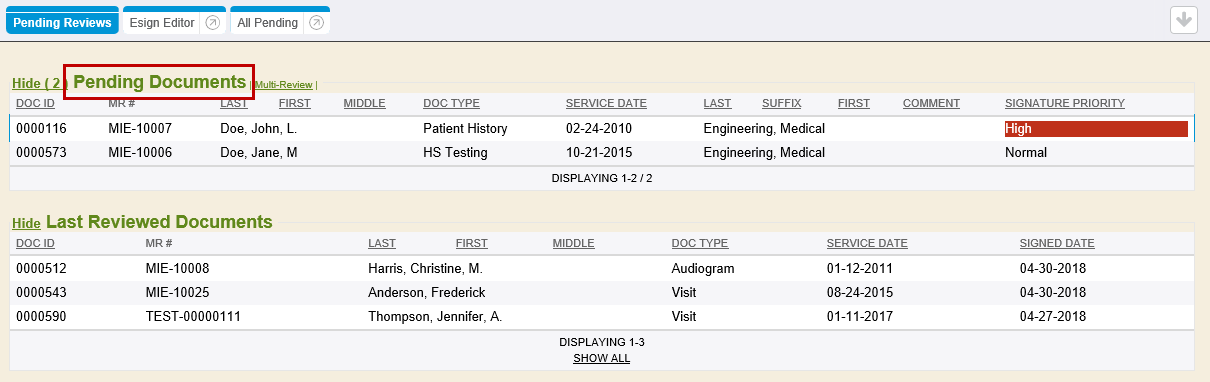 Pending Reviews Esign Editor All Pending
Hide ( 2 ) Pending Documents | Multi-Review |
DOC ID MR # LAST FIRST MIDDLE DOC TYPE SERVICE DATE LAST SUFFIX FIRST COMMENT SIGNATURE PRIORITY
0000116 MIE-10007 Doe, John, L. Patient History 02-24-2010 Engineering, Medical High
0000573 MIE-10006 Doe, Jane, M HS Testing 10-21-2015 Engineering, Medical Normal
DISPLAYING 1-2 / 2
Hide Last Reviewed Documents
DOC ID MR # LAST FIRST MIDDLE DOC TYPE SERVICE DATE SIGNED DATE
0000512 MIE-10008 Harris, Christine, M. Audiogram 01-12-2011 04-30-2018
0000543 MIE-10025 Anderson, Frederick Visit 08-24-2015 04-30-2018
0000590 TEST-00000111 Thompson, Jennifer, A. Visit 01-11-2017 04-27-2018
DISPLAYING 1-3
SHOW ALL